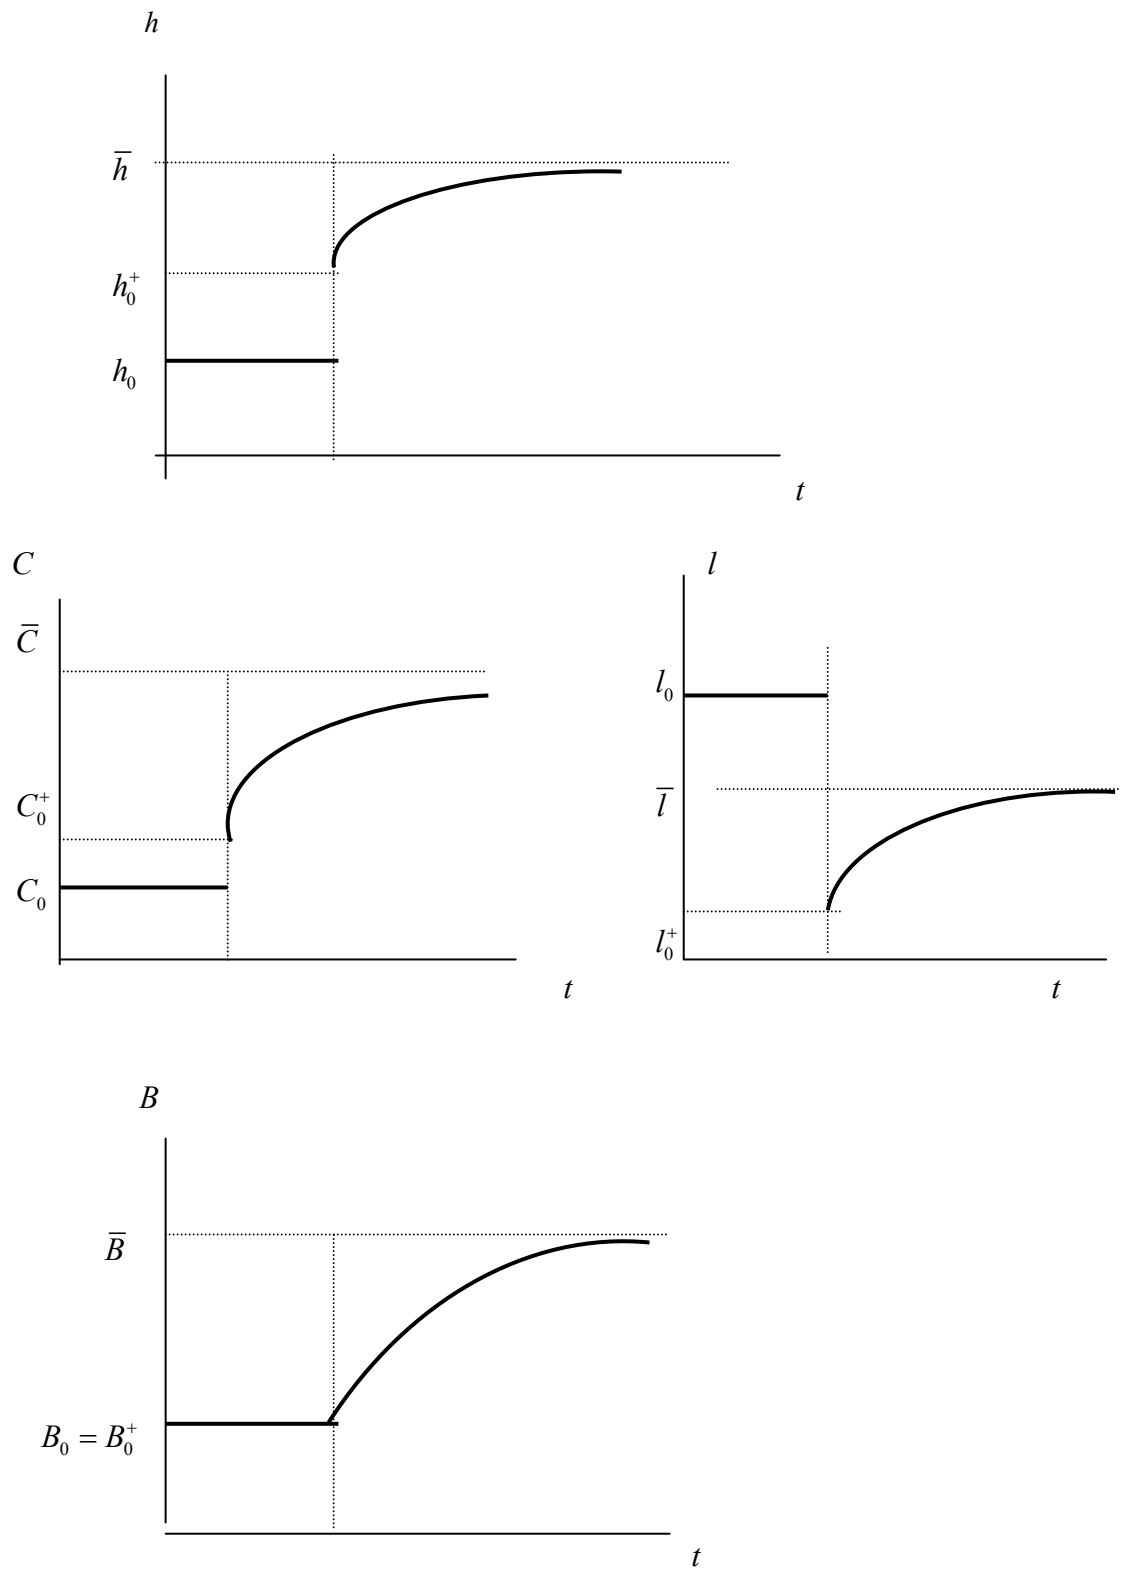 h
h̄
h₀⁺
h₀
t
C
C̄
C₀⁺
C₀
t
l
l₀
l̄
l₀⁺
t
B
B̄
B₀ = B₀⁺
t